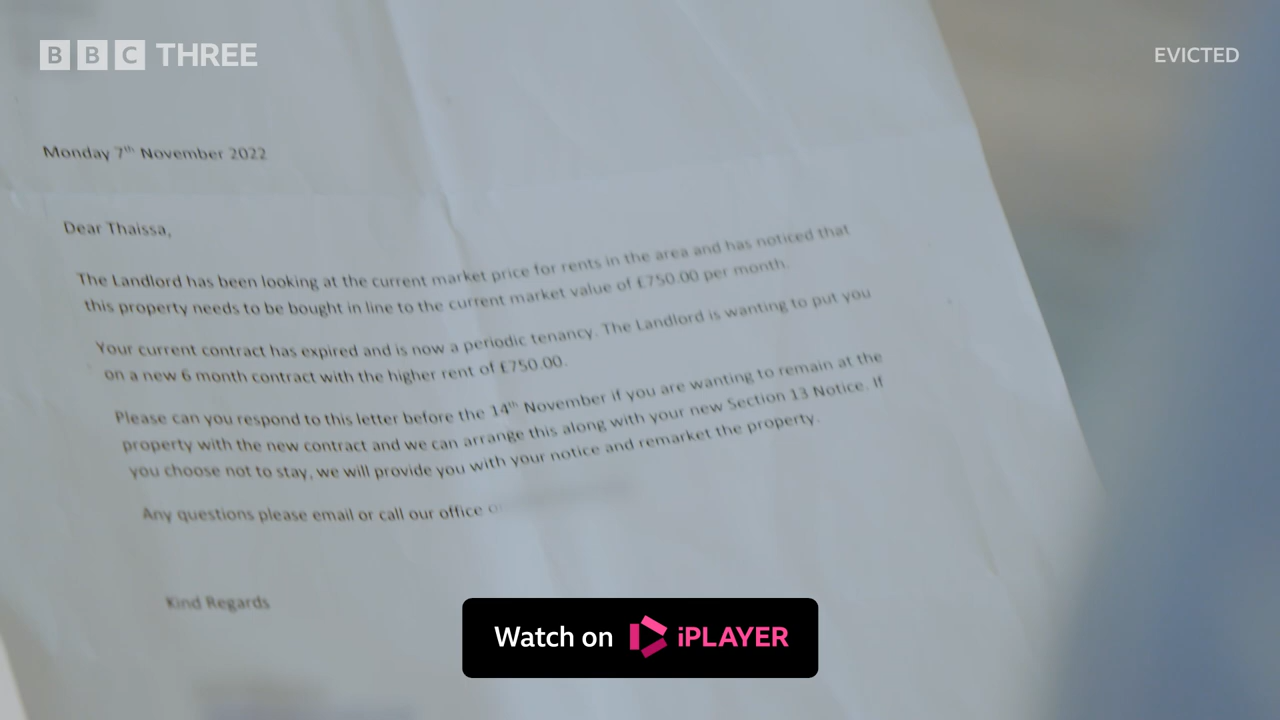 BBC THREE
EVICTED
Monday 7th November 2022
Dear Thaissa,
The Landlord has been looking at the current market price for rents in the area and has noticed that
this property needs to be bought in line to the current market value of £750.00 per month.
Your current contract has expired and is now a periodic tenancy. The Landlord is wanting to put you
on a new 6 month contract with the higher rent of £750.00.
Please can you respond to this letter before the 14th November if you are wanting to remain at the
property with the new contract and we can arrange this along with your new Section 13 Notice. If
you choose not to stay, we will provide you with your notice and remarket the property.
Any questions please email or call our office
Kind Regards
Watch on iPLAYER